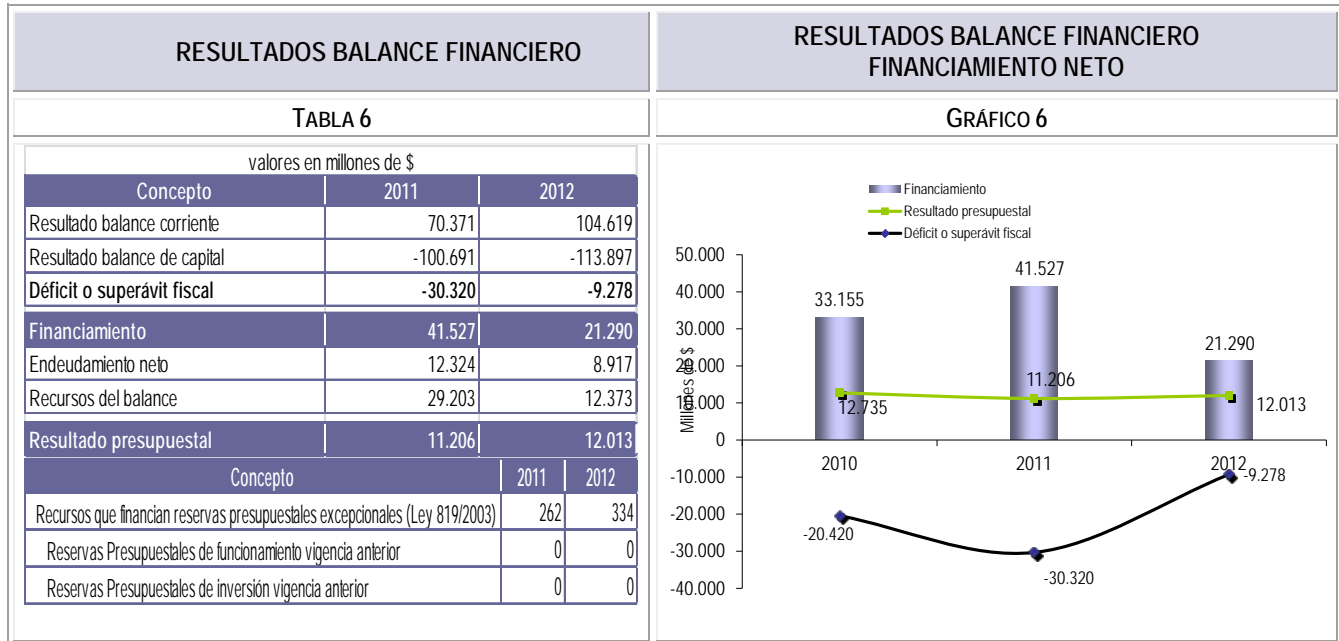 RESULTADOS BALANCE FINANCIERO
TABLA 6
valores en millones de $
Concepto 2011 2012
Resultado balance corriente 70.371 104.619
Resultado balance de capital -100.691 -113.897
Déficit o superávit fiscal -30.320 -9.278
Financiamiento 41.527 21.290
Endeudamiento neto 12.324 8.917
Recursos del balance 29.203 12.373
Resultado presupuestal 11.206 12.013
Concepto 2011 2012
Recursos que financian reservas presupuestales excepcionales (Ley 819/2003) 262 334
Reservas Presupuestales de funcionamiento vigencia anterior 0 0
Reservas Presupuestales de inversión vigencia anterior 0 0
RESULTADOS BALANCE FINANCIERO
FINANCIAMIENTO NETO
GRÁFICO 6
Financiamiento
Resultado presupuestal
Déficit o superávit fiscal
Millones de $
50.000
40.000
30.000
20.000
10.000
0
-10.000
-20.000
-30.000
-40.000
33.155
41.527
21.290
12.735
11.206
12.013
2010
2011
2012
-20.420
-30.320
-9.278